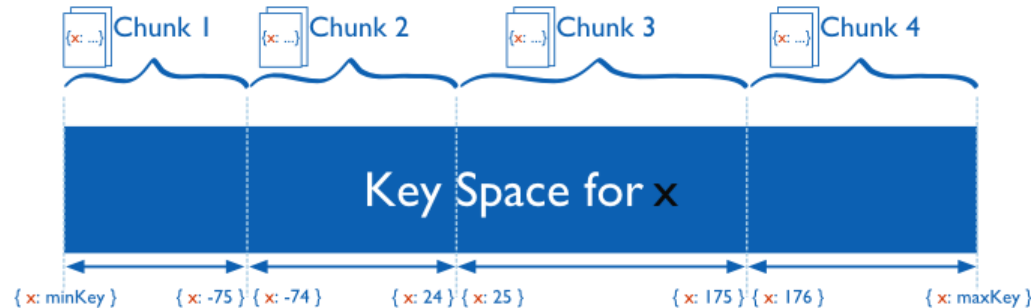 {x: ...} Chunk 1 {x: ...} Chunk 2 {x: ...} Chunk 3 {x: ...} Chunk 4
Key Space for x
{ x: minKey } { x: -75 } { x: -74 } { x: 24 } { x: 25 } { x: 175 } { x: 176 } { x: maxKey }